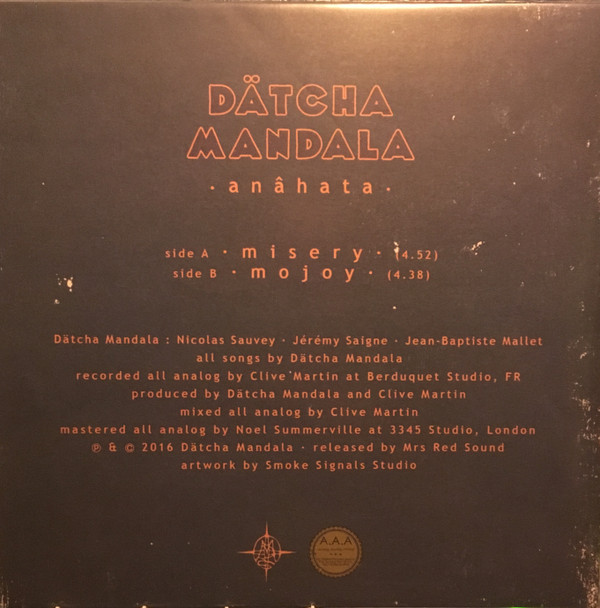 DÄTCHA
MANDALA
· anâhata ·
side A · misery · (4.52)
side B · mojoy · (4.38)
Dätcha Mandala : Nicolas Sauvey · Jérémy Saigne · Jean-Baptiste Mallet
all songs by Dätcha Mandala
recorded all analog by Clive Martin at Berduquet Studio, FR
produced by Dätcha Mandala and Clive Martin
mixed all analog by Clive Martin
mastered all analog by Noel Summerville at 3345 Studio, London
℗ & © 2016 Dätcha Mandala · released by Mrs Red Sound
artwork by Smoke Signals Studio
A.A.A